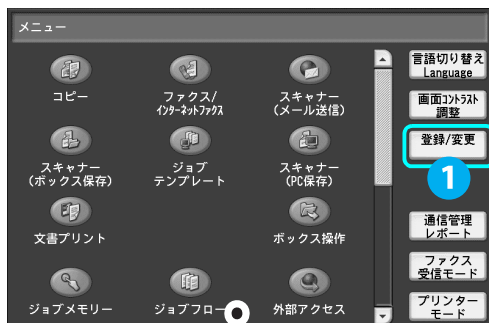 メニュー
コピー
ファクス/
インターネットファクス
スキャナー
(メール送信)
スキャナー
(ボックス保存)
ジョブ
テンプレート
スキャナー
(PC保存)
文書プリント
ボックス操作
ジョブメモリー
ジョブフロー
外部アクセス
言語切り替え
Language
画面コントラスト
調整
登録/変更
1
通信管理
レポート
ファクス
受信モード
プリンター
モード